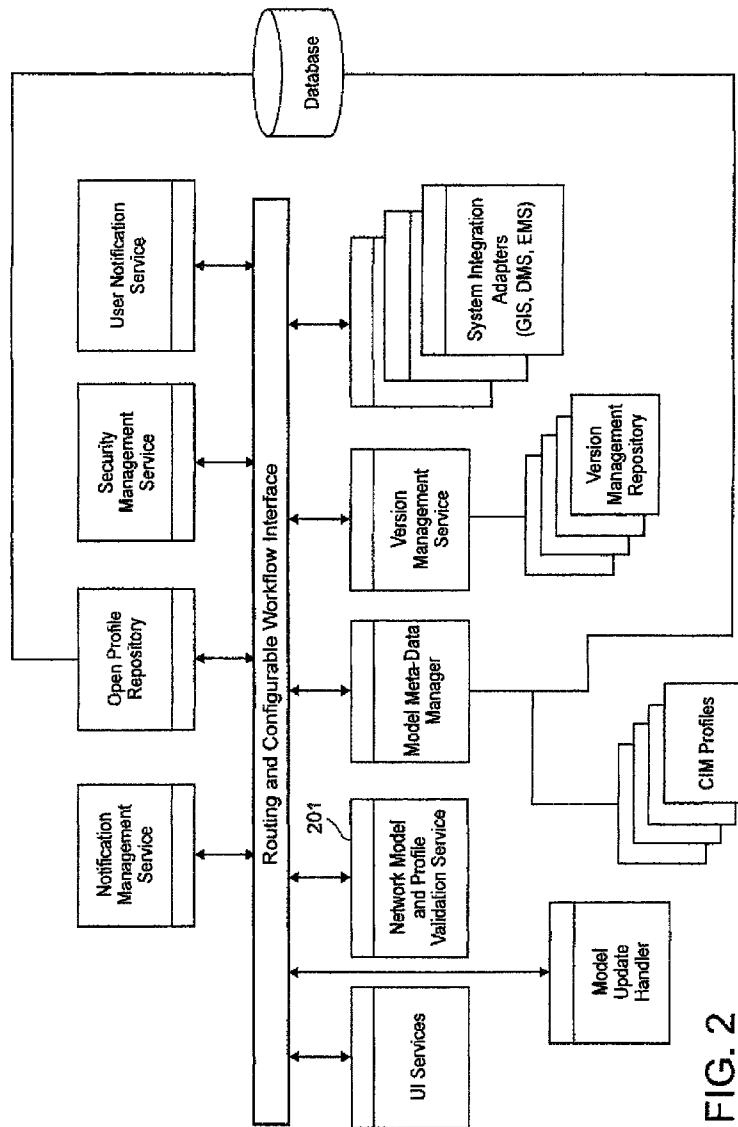 Notification
Management
Service
Open Profile
Repository
Security
Management
Service
User Notification
Service
Database
Routing and Configurable Workflow Interface
UI Services
Model
Update
Handler
201
Network Model
and Profile
Validation Service
Model Meta-Data
Manager
CIM Profiles
Version
Management
Service
Version
Management
Repository
System Integration
Adapters
(GIS, DMS, EMS)
FIG. 2